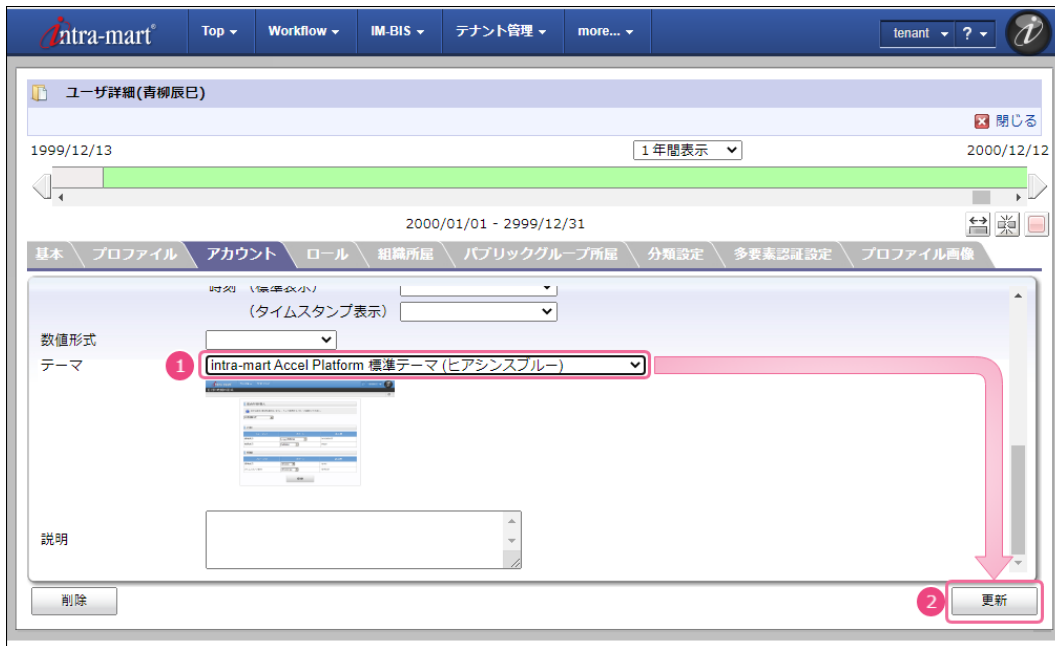 intra-mart® Top Workflow IM-BIS テナント管理 more... tenant ?
ユーザ詳細(青柳辰巳)
閉じる
1999/12/13 1年間表示 2000/12/12
2000/01/01 - 2999/12/31
基本 プロファイル アカウント ロール 組織所属 パブリックグループ所属 分類設定 多要素認証設定 プロファイル画像
時刻 (標準表示)
(タイムスタンプ表示)
数値形式
テーマ 1 intra-mart Accel Platform 標準テーマ (ヒアシンスブルー)
説明
削除 2 更新